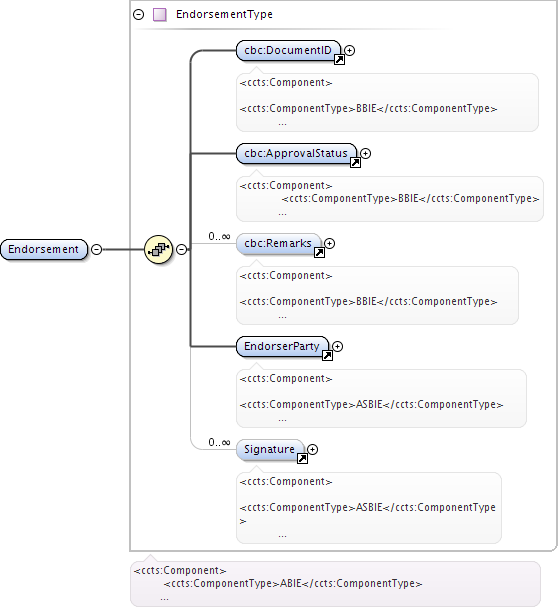 EndorsementType
cbc:DocumentID
<ccts:Component>
<ccts:ComponentType>BBIE</ccts:ComponentType>
...
cbc:ApprovalStatus
<ccts:Component>
<ccts:ComponentType>BBIE</ccts:ComponentType>
...
Endorsement
0..∞
cbc:Remarks
<ccts:Component>
<ccts:ComponentType>BBIE</ccts:ComponentType>
...
EndorserParty
<ccts:Component>
<ccts:ComponentType>ASBIE</ccts:ComponentType>
...
0..∞
Signature
<ccts:Component>
<ccts:ComponentType>ASBIE</ccts:ComponentType
>
...
<ccts:Component>
<ccts:ComponentType>ABIE</ccts:ComponentType>
...